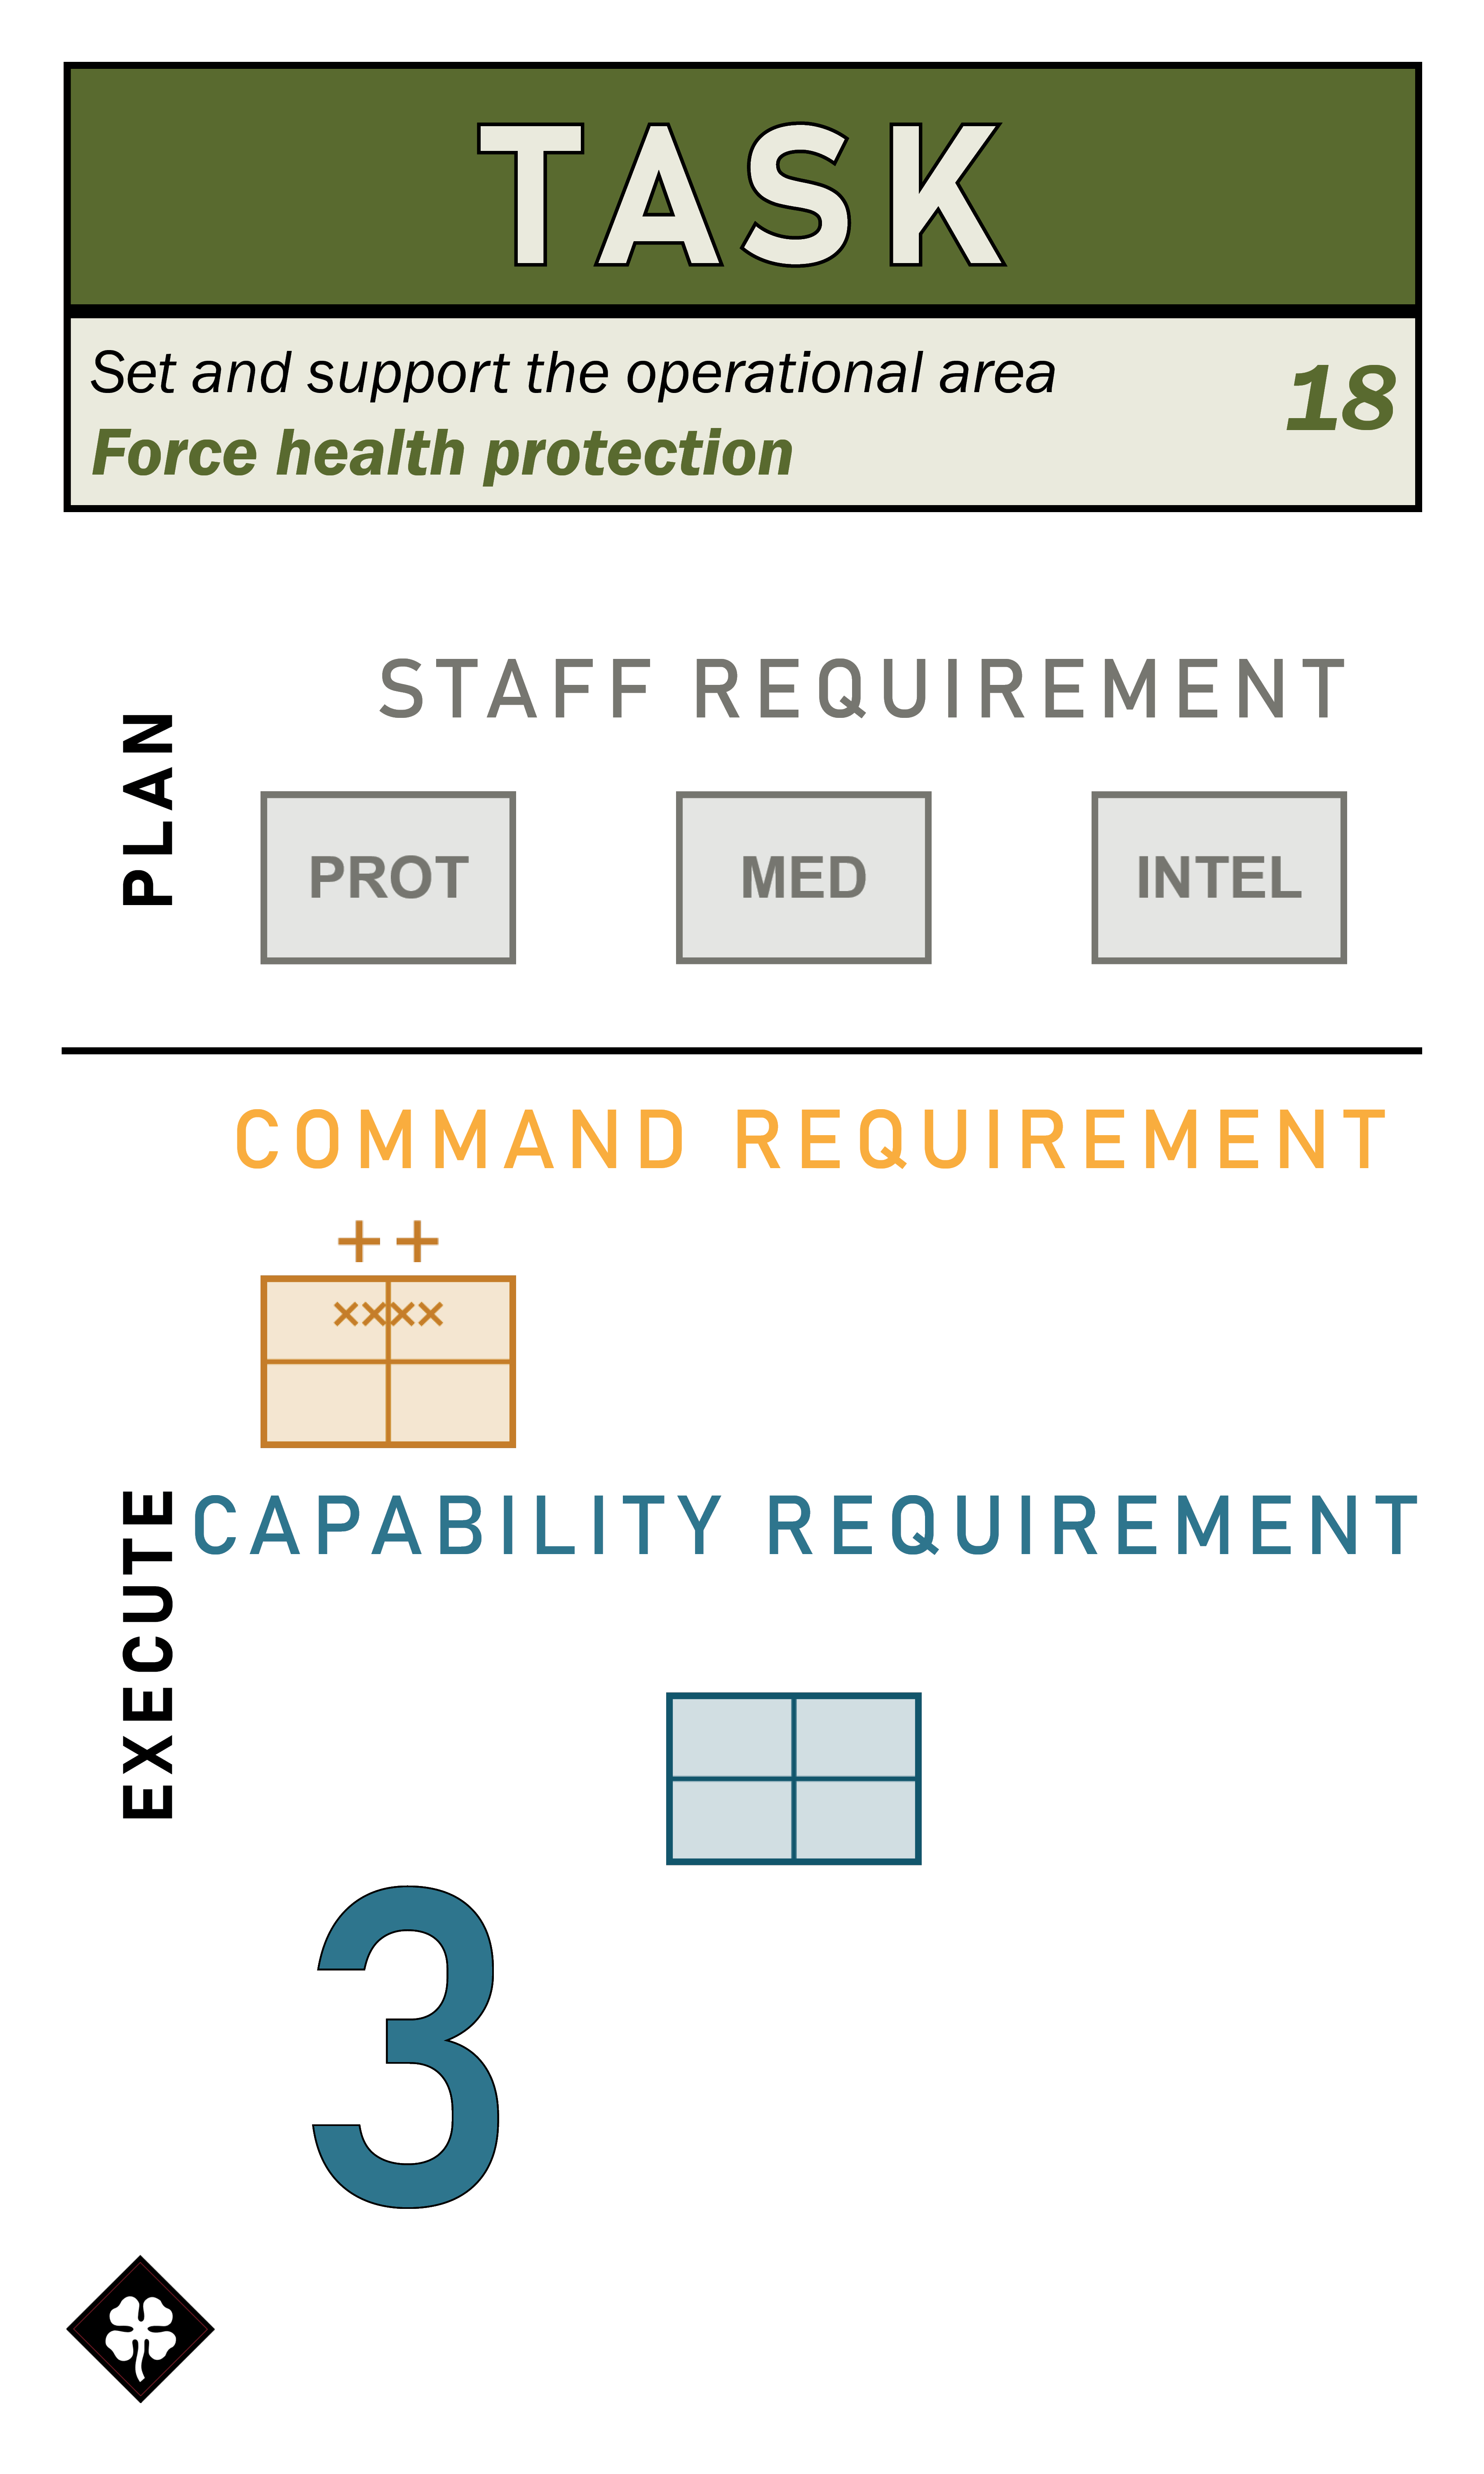 TASK
Set and support the operational area
18
Force health protection
PLAN
STAFF REQUIREMENT
PROT MED INTEL
COMMAND REQUIREMENT
++
××××
EXECUTE
CAPABILITY REQUIREMENT
3